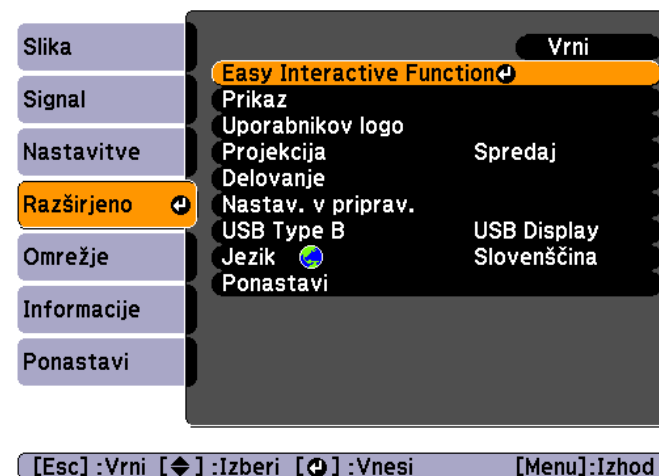 Slika
Signal
Nastavitve
Razširjeno
Omrežje
Informacije
Ponastavi
Vrni
Easy Interactive Function
Prikaz
Uporabnikov logo
Projekcija Spredaj
Delovanje
Nastav. v priprav.
USB Type B USB Display
Jezik Slovenščina
Ponastavi
[Esc] :Vrni [◆] :Izberi [⏎] :Vnesi [Menu]:Izhod